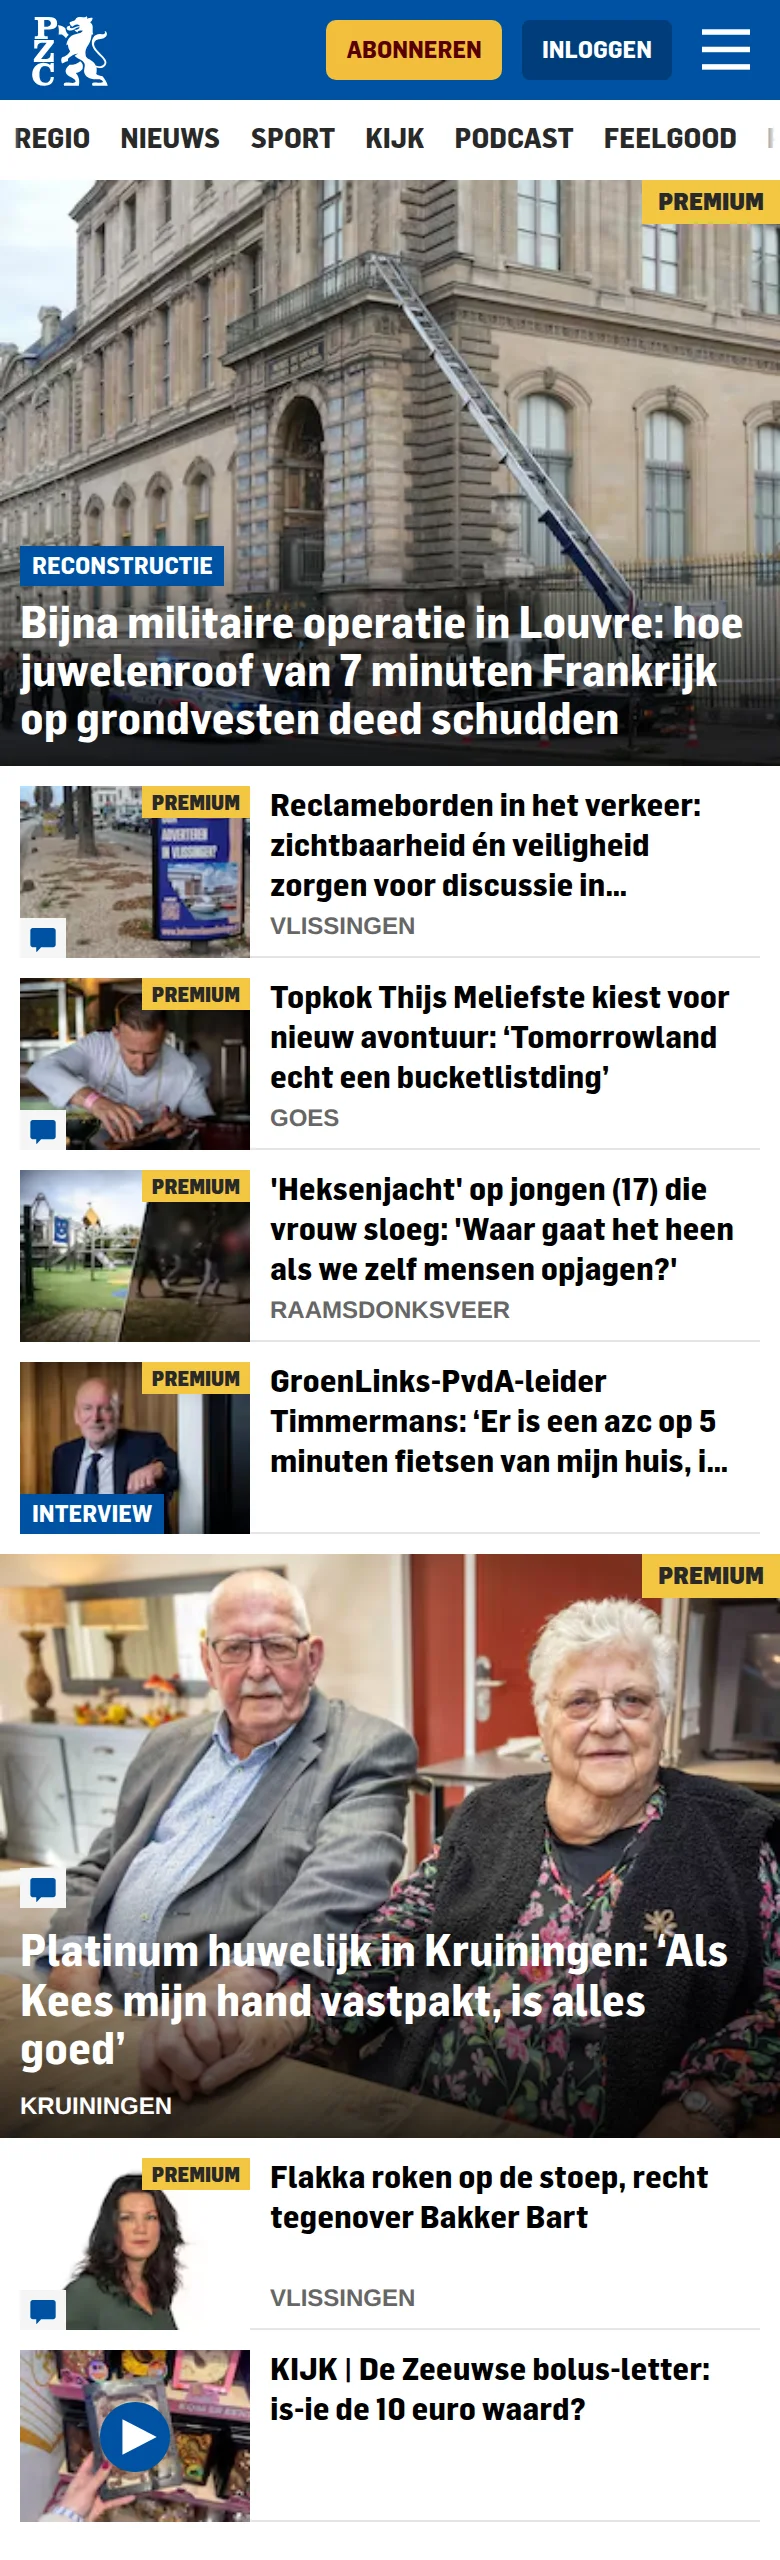 PZC
ABONNEREN
INLOGGEN
REGIO NIEUWS SPORT KIJK PODCAST FEELGOOD
PREMIUM
RECONSTRUCTIE
Bijna militaire operatie in Louvre: hoe
juwelenroof van 7 minuten Frankrijk
op grondvesten deed schudden
PREMIUM
ADVERTEREN
IN VLISSINGEN?
Reclameborden in het verkeer:
zichtbaarheid én veiligheid
zorgen voor discussie in...
VLISSINGEN
PREMIUM
Topkok Thijs Meliefste kiest voor
nieuw avontuur: ‘Tomorrowland
echt een bucketlistding’
GOES
PREMIUM
'Heksenjacht' op jongen (17) die
vrouw sloeg: 'Waar gaat het heen
als we zelf mensen opjagen?'
RAAMSDONKSVEER
PREMIUM
INTERVIEW
GroenLinks-PvdA-leider
Timmermans: ‘Er is een azc op 5
minuten fietsen van mijn huis, i...
PREMIUM
Platinum huwelijk in Kruiningen: ‘Als
Kees mijn hand vastpakt, is alles
goed’
KRUININGEN
PREMIUM
Flakka roken op de stoep, recht
tegenover Bakker Bart
VLISSINGEN
KIJK | De Zeeuwse bolus-letter:
is-ie de 10 euro waard?